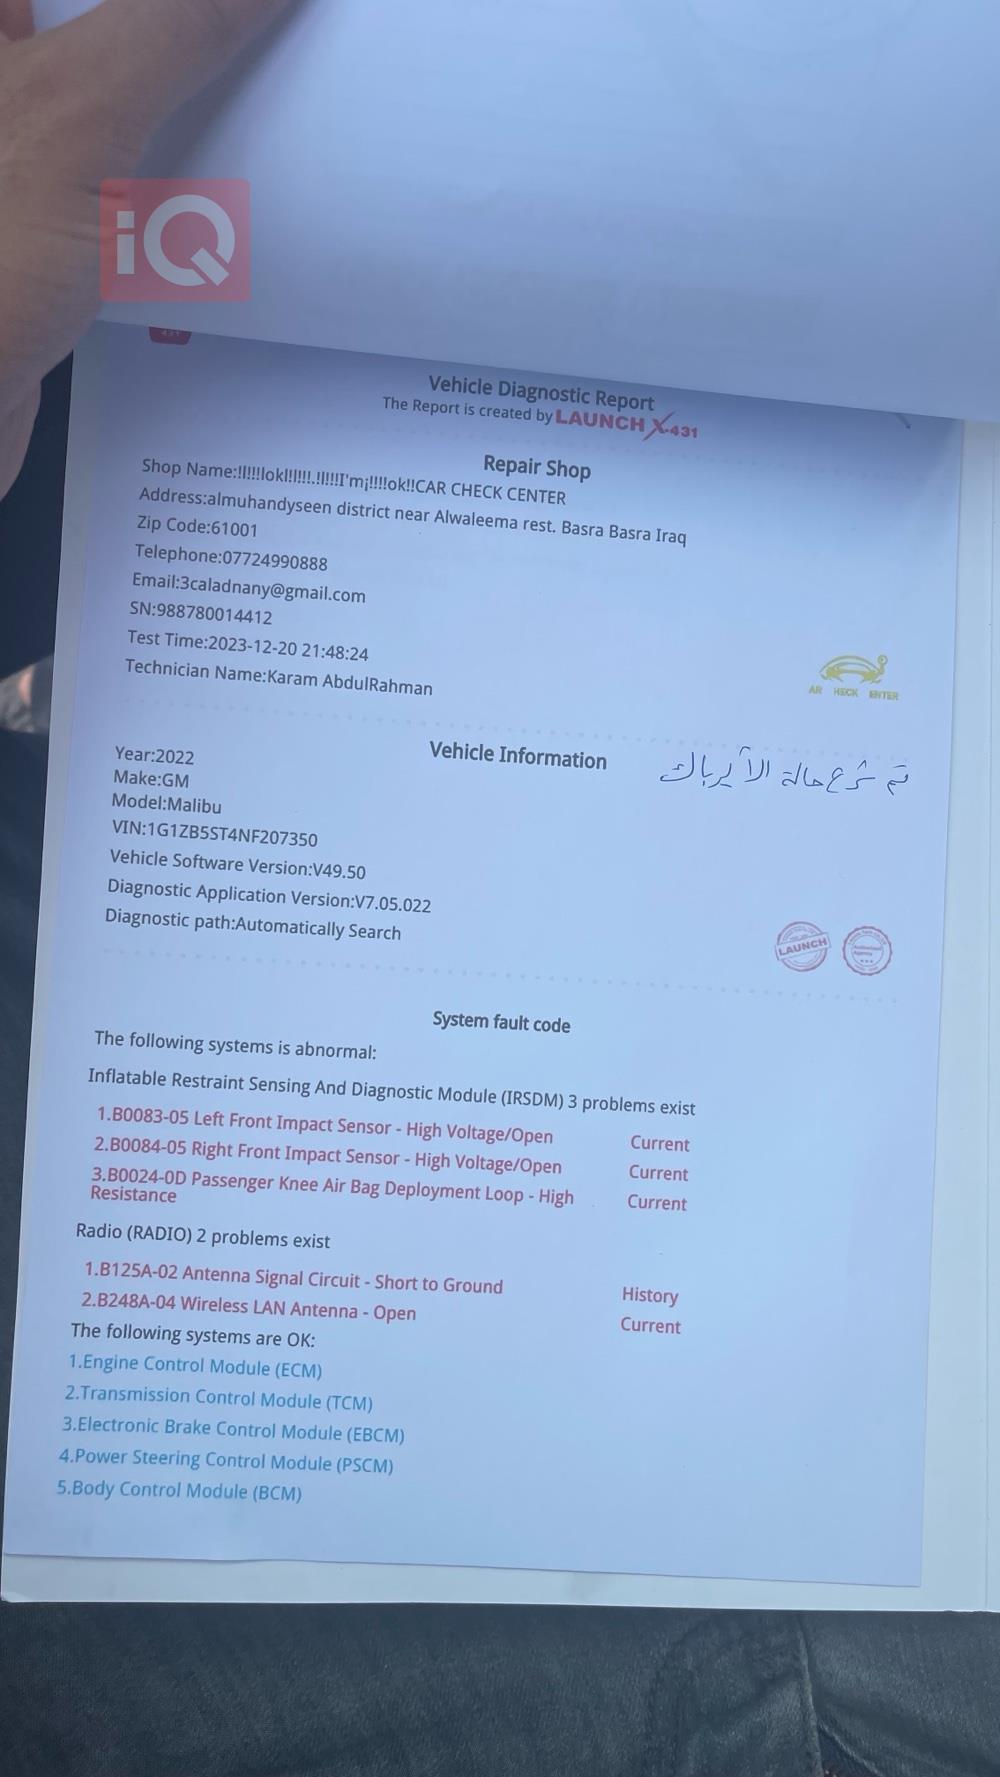 iQ
431
Vehicle Diagnostic Report
The Report is created by LAUNCH X-431
Repair Shop
Shop Name:!l!!!!lokl!l!!!.!l!!!I'm¡!!!!ok!!CAR CHECK CENTER
Address:almuhandyseen district near Alwaleema rest. Basra Basra Iraq
Zip Code:61001
Telephone:07724990888
Email:3caladnany@gmail.com
SN:988780014412
Test Time:2023-12-20 21:48:24
Technician Name:Karam AbdulRahman
AR HECK ENTER
Vehicle Information
تم شرح حالة الايرباك
Year:2022
Make:GM
Model:Malibu
VIN:1G1ZB5ST4NF207350
Vehicle Software Version:V49.50
Diagnostic Application Version:V7.05.022
Diagnostic path:Automatically Search
LAUNCH
System fault code
The following systems is abnormal:
Inflatable Restraint Sensing And Diagnostic Module (IRSDM) 3 problems exist
1.B0083-05 Left Front Impact Sensor - High Voltage/Open Current
2.B0084-05 Right Front Impact Sensor - High Voltage/Open Current
3.B0024-0D Passenger Knee Air Bag Deployment Loop - High Current
Resistance
Radio (RADIO) 2 problems exist
1.B125A-02 Antenna Signal Circuit - Short to Ground History
2.B248A-04 Wireless LAN Antenna - Open Current
The following systems are OK:
1.Engine Control Module (ECM)
2.Transmission Control Module (TCM)
3.Electronic Brake Control Module (EBCM)
4.Power Steering Control Module (PSCM)
5.Body Control Module (BCM)